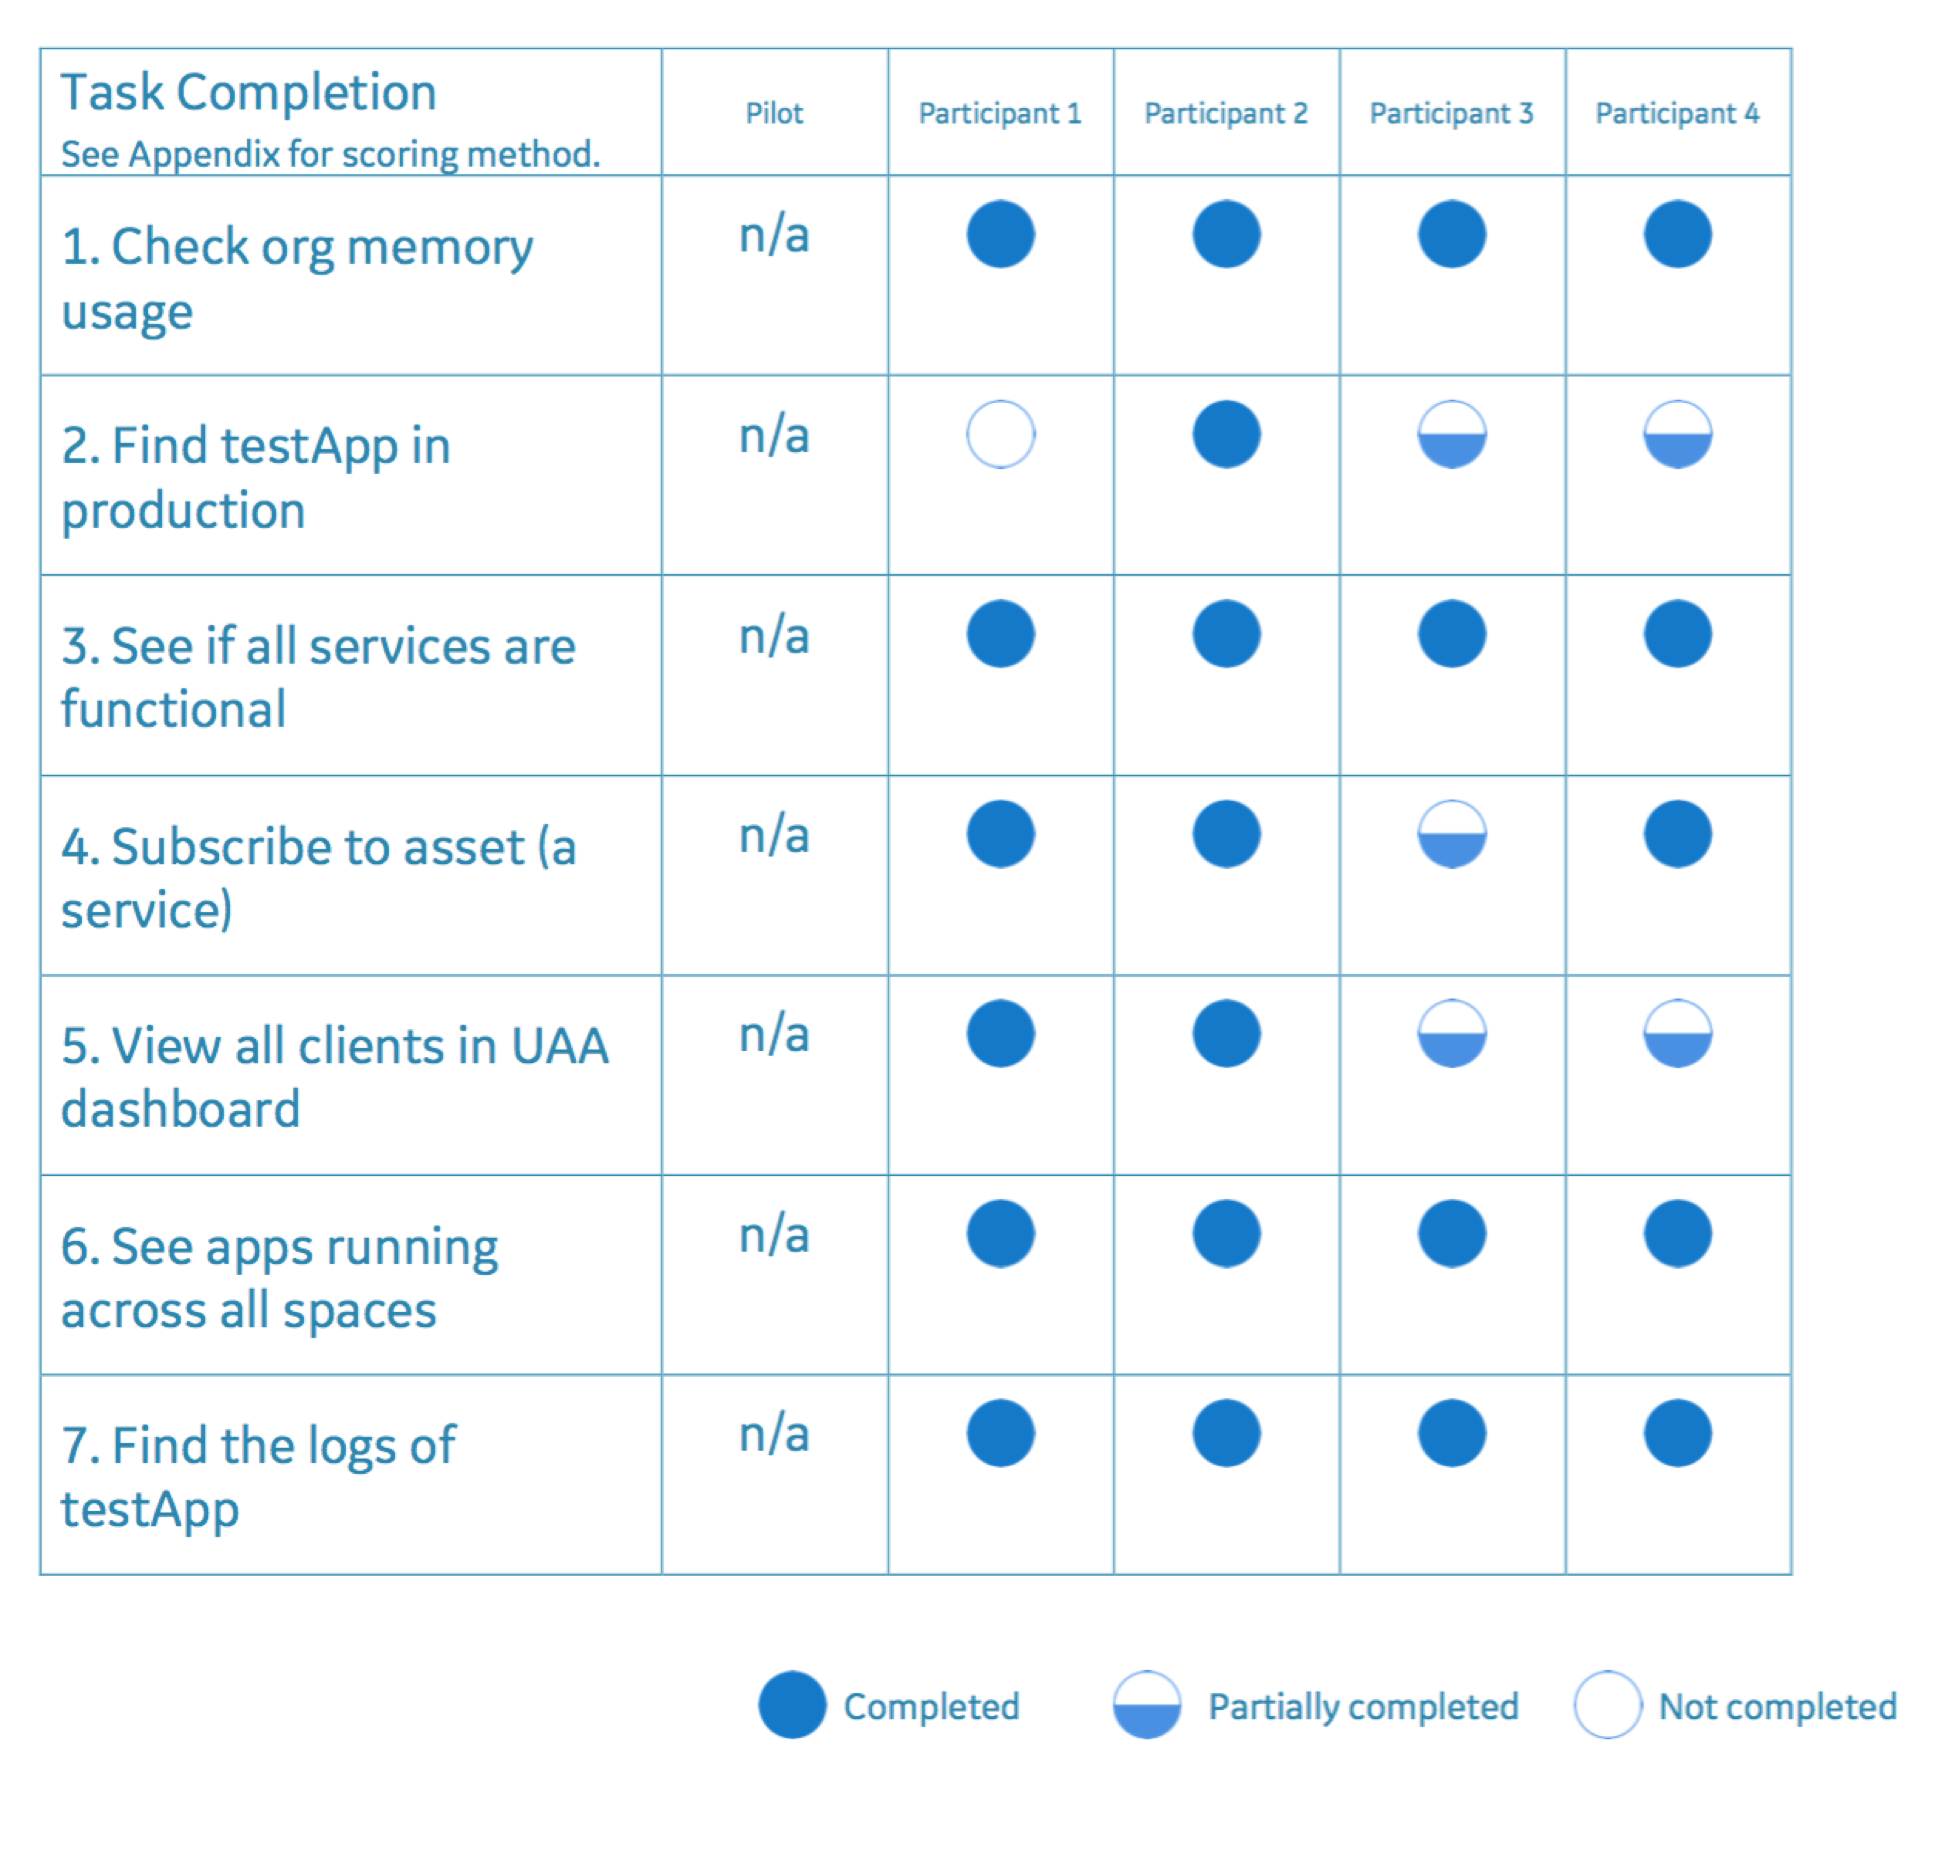 Task Completion
See Appendix for scoring method.
Pilot
Participant 1
Participant 2
Participant 3
Participant 4
1. Check org memory
usage
n/a
2. Find testApp in
production
n/a
3. See if all services are
functional
n/a
4. Subscribe to asset (a
service)
n/a
5. View all clients in UAA
dashboard
n/a
6. See apps running
across all spaces
n/a
7. Find the logs of
testApp
n/a
Completed
Partially completed
Not completed